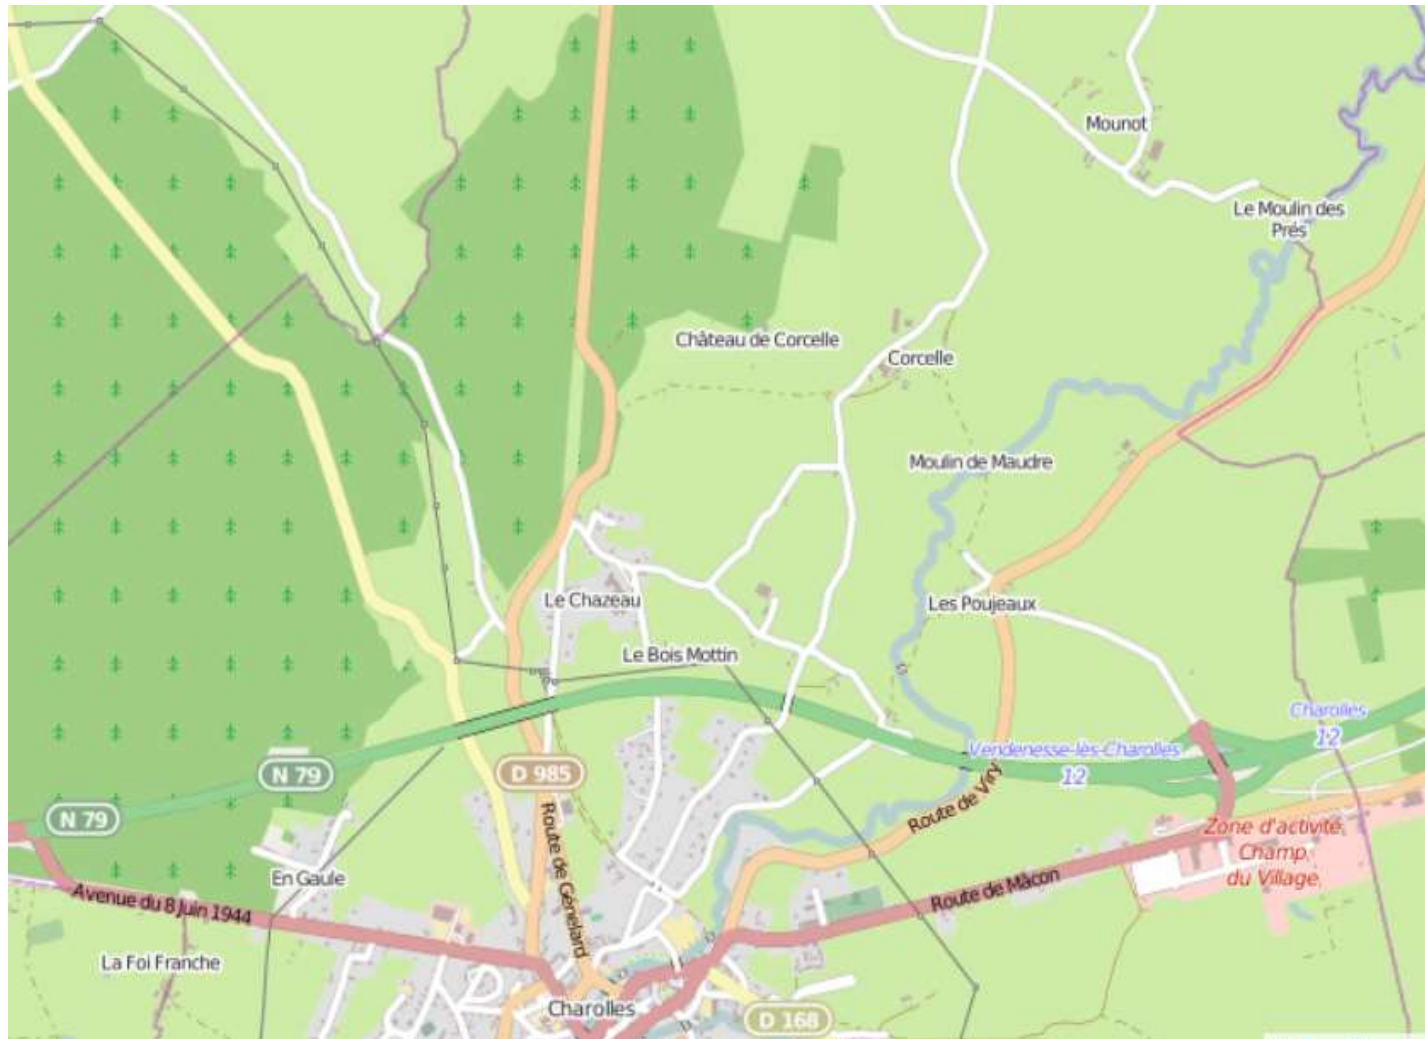 Mounot
Le Moulin des
Prés
Château de Corcelle
Corcelle
Moulin de Maudre
Le Chazeau
Les Poujeaux
Le Bois Mottin
Charolles
12
Vendenesse-lès-Charolles
12
N 79
D 985
N 79
Route de Viry
Route de Génelard
Zone d'activité
Champ
du Village
En Gaule
Avenue du 8 Juin 1944
Route de Mâcon
La Foi Franche
Charolles
D 168